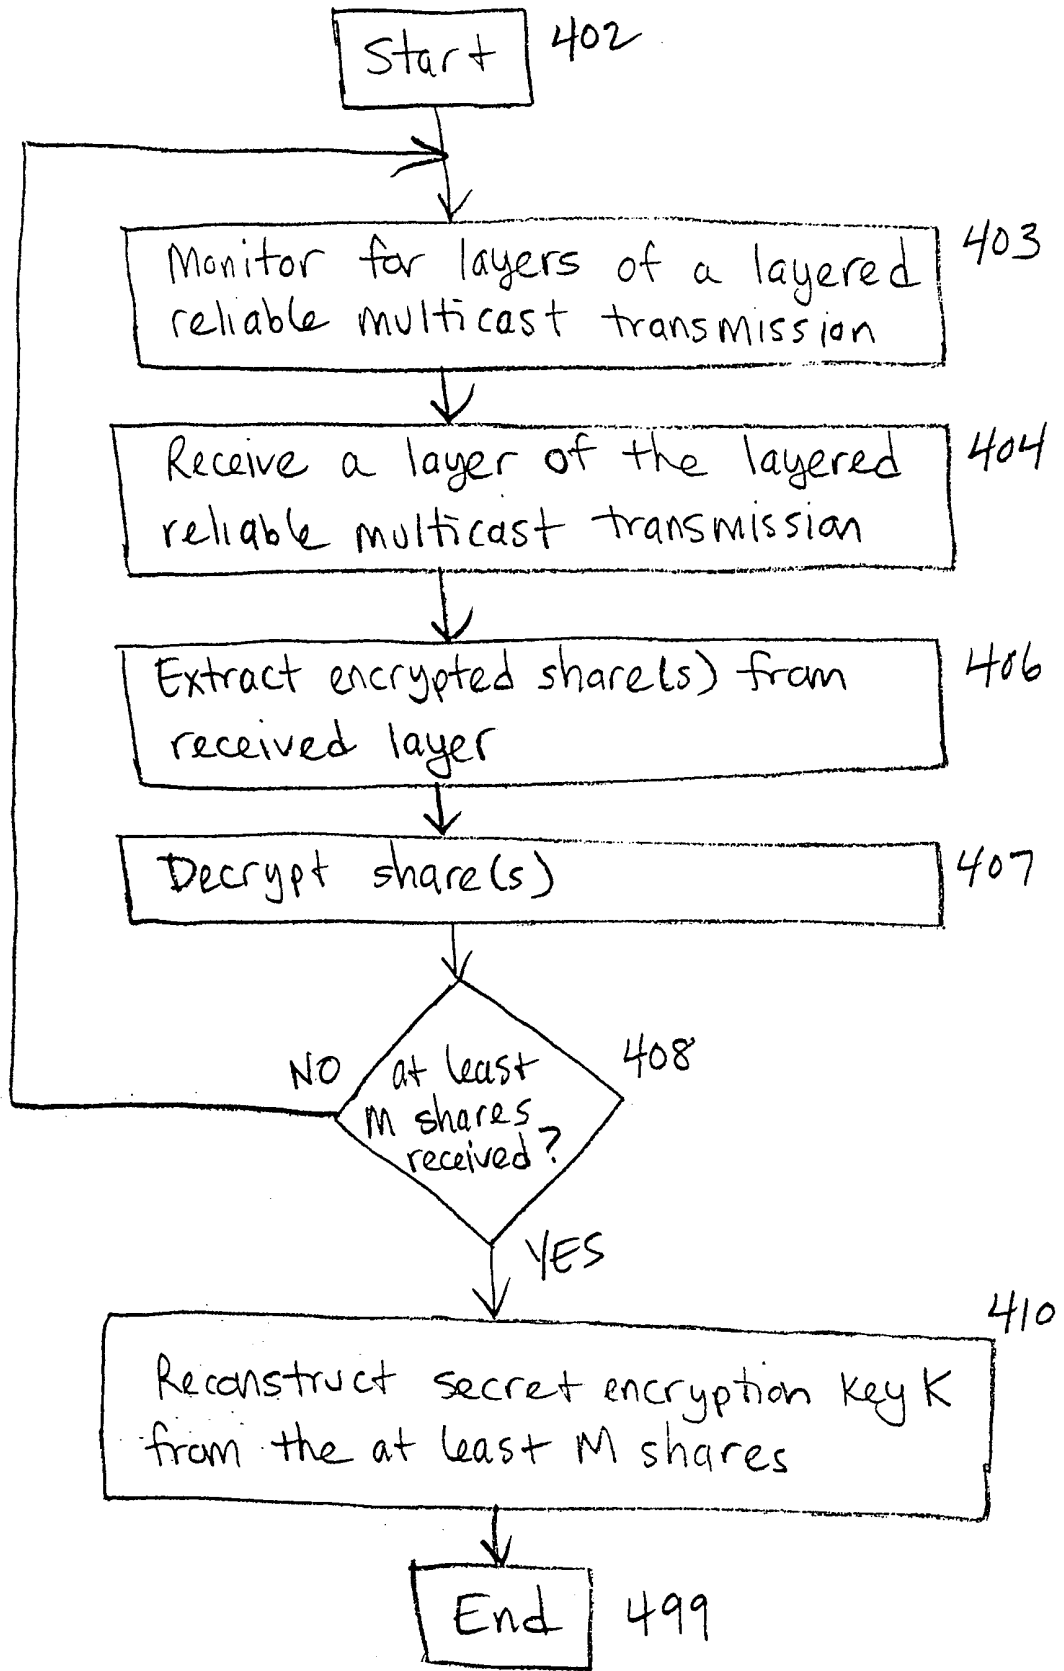 Start 402
Monitor for layers of a layered 403
reliable multicast transmission
Receive a layer of the layered 404
reliable multicast transmission
Extract encrypted share(s) from 406
received layer
Decrypt share(s) 407
NO at least 408
M shares
received?
YES
410
Reconstruct secret encryption key K
from the at least M shares
End 499